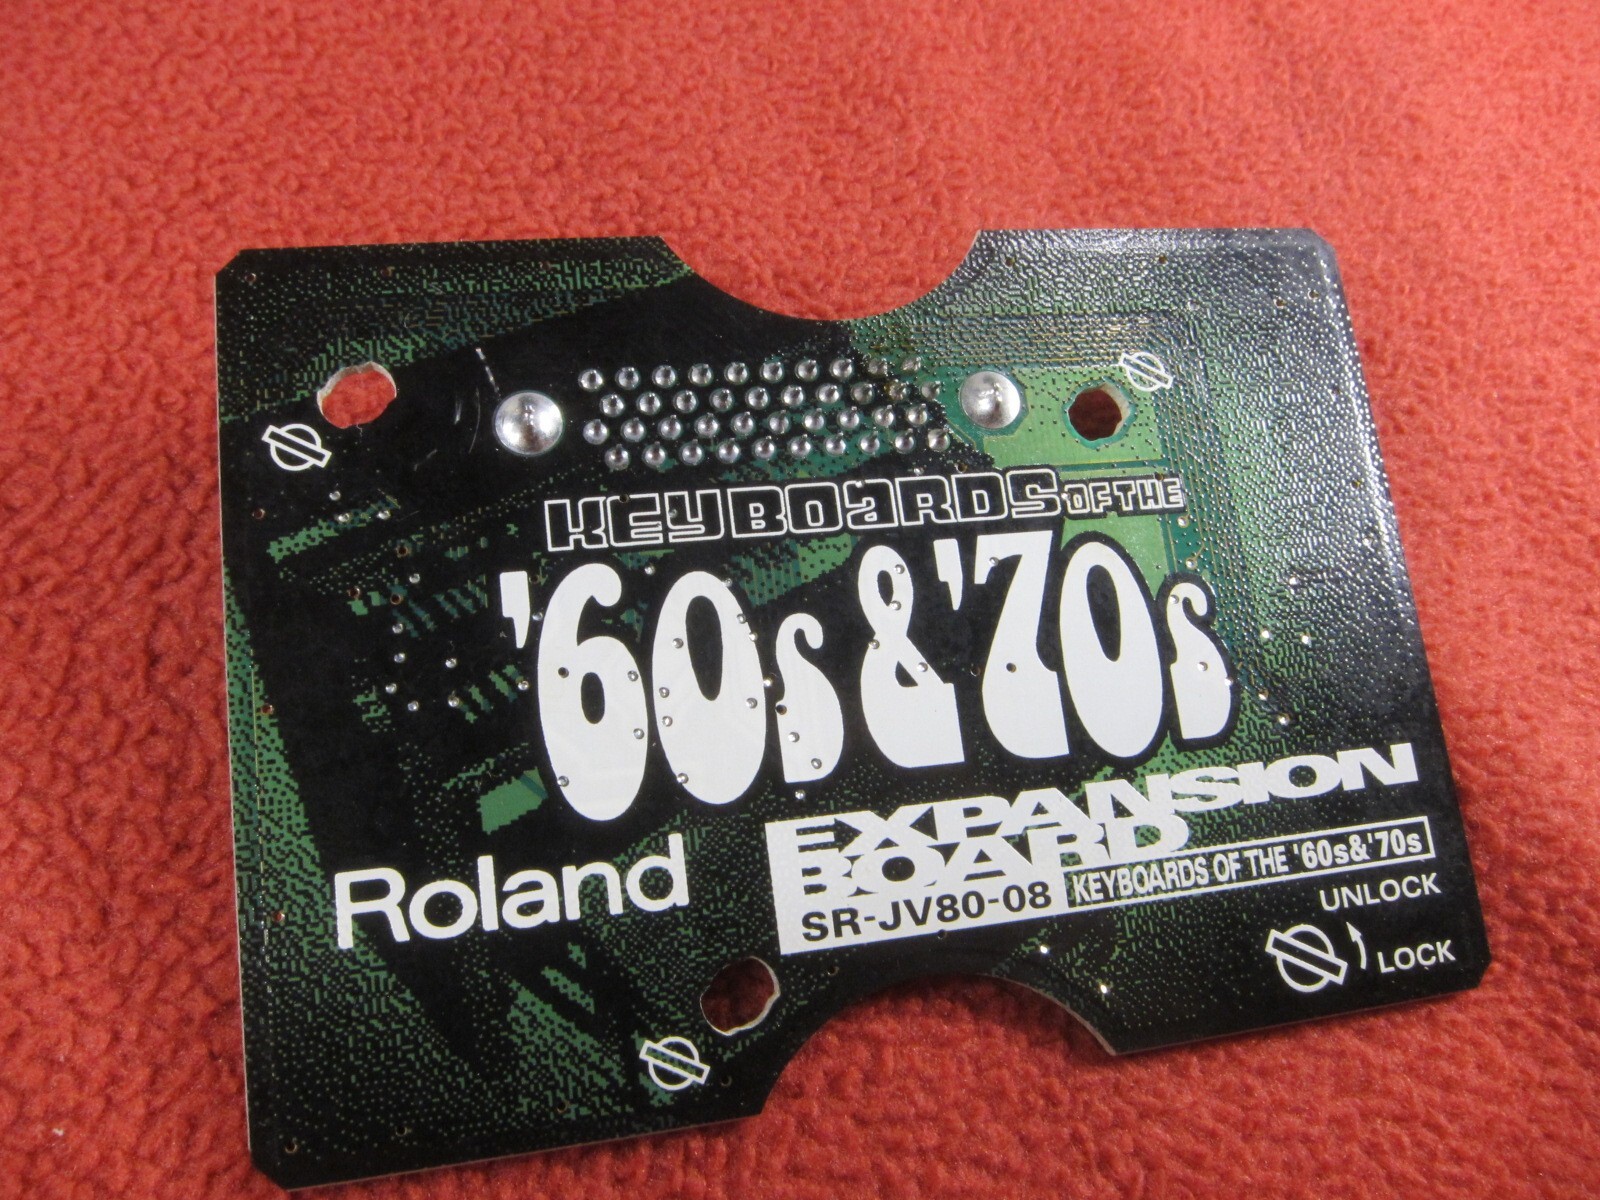 KEYBOARDS OF THE
'60s & '70s
EXPANSION
BOARD
Roland
SR-JV80-08
KEYBOARDS OF THE '60s&'70s
UNLOCK
LOCK